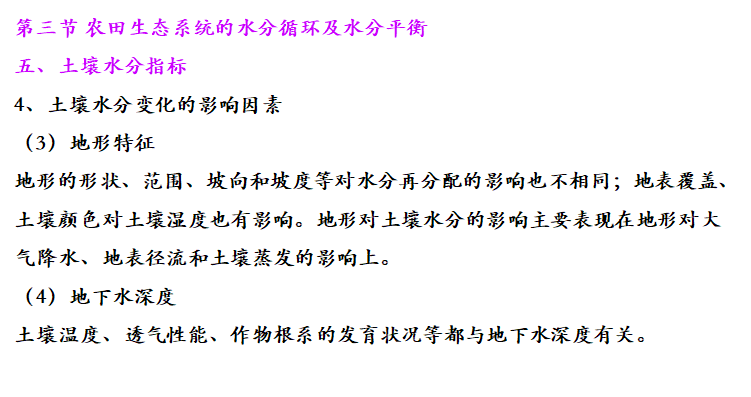 第三节 农田生态系统的水分循环及水分平衡
五、土壤水分指标
4、土壤水分变化的影响因素
（3）地形特征
地形的形状、范围、坡向和坡度等对水分再分配的影响也不相同；地表覆盖、
土壤颜色对土壤湿度也有影响。地形对土壤水分的影响主要表现在地形对大
气降水、地表径流和土壤蒸发的影响上。
（4）地下水深度
土壤温度、透气性能、作物根系的发育状况等都与地下水深度有关。